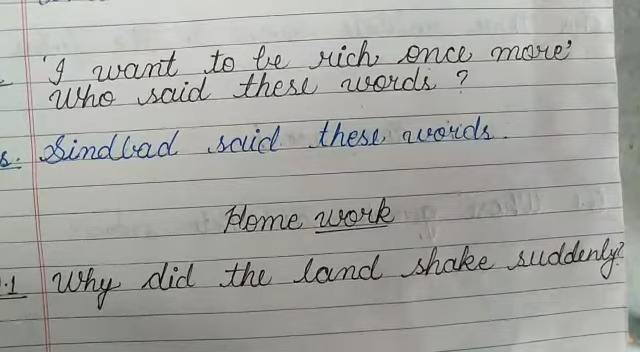 'I want to be rich once more'
Who said these words ?
s. Sindbad said these words.
Home work
.1 Why did the land shake suddenly?